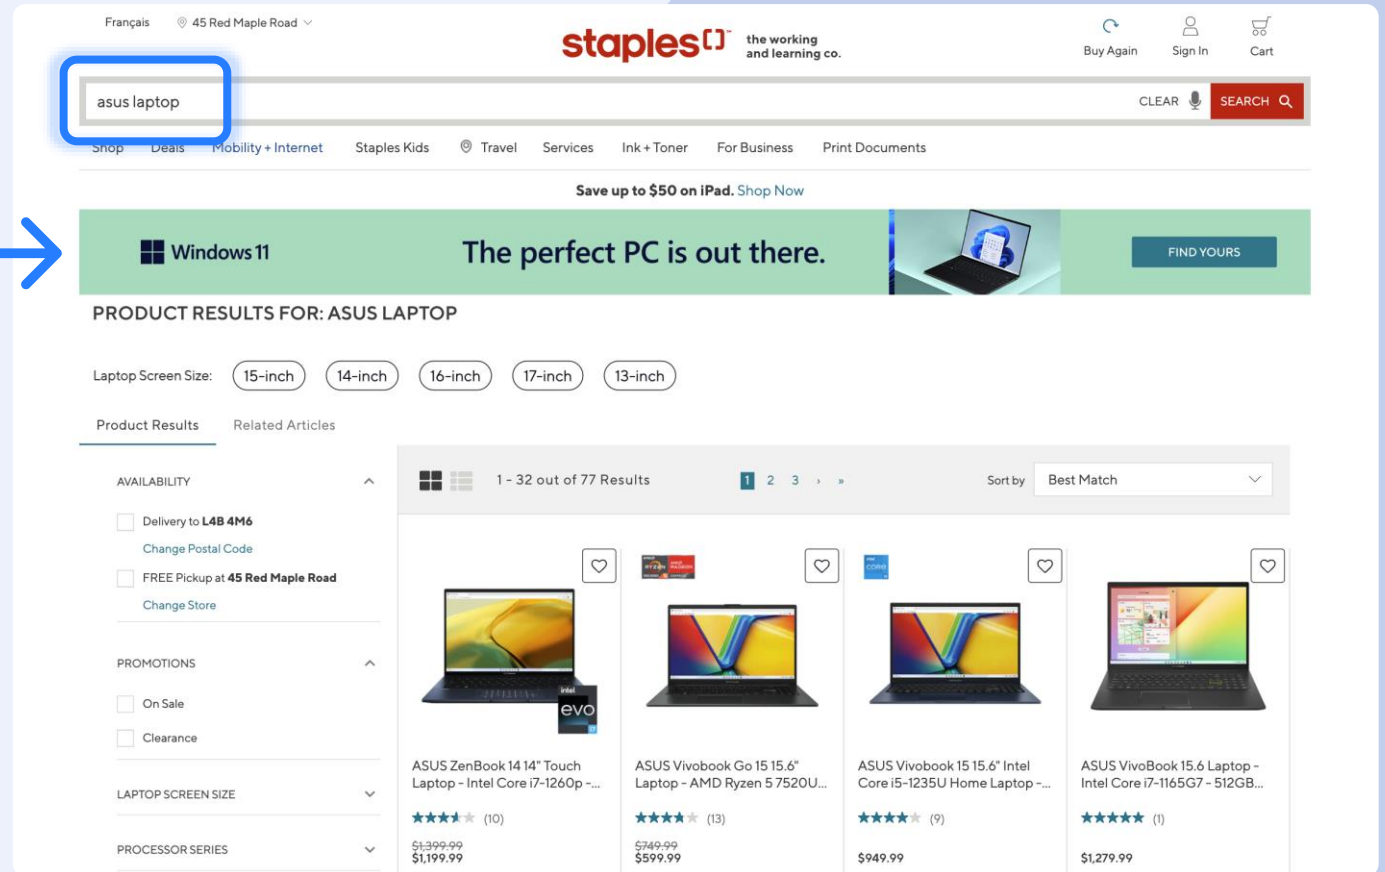 Français
45 Red Maple Road
staples
the working
and learning co.
Buy Again
Sign In
Cart
asus laptop
CLEAR
SEARCH
Shop Deals Mobility + Internet Staples Kids Travel Services Ink + Toner For Business Print Documents
Save up to $50 on iPad. Shop Now
Windows 11
The perfect PC is out there.
FIND YOURS
PRODUCT RESULTS FOR: ASUS LAPTOP
Laptop Screen Size: 15-inch 14-inch 16-inch 17-inch 13-inch
Product Results Related Articles
AVAILABILITY
Delivery to L4B 4M6
Change Postal Code
FREE Pickup at 45 Red Maple Road
Change Store
PROMOTIONS
On Sale
Clearance
LAPTOP SCREEN SIZE
PROCESSOR SERIES
1 - 32 out of 77 Results
1 2 3 › »
Sort by Best Match
intel
evo
i7
ASUS ZenBook 14 14" Touch
Laptop - Intel Core i7-1260p -...
(10)
$1,399.99
$1,199.99
RYZEN
RADEON
ASUS Vivobook Go 15 15.6"
Laptop - AMD Ryzen 5 7520U...
(13)
$749.99
$599.99
intel
CORE
ASUS Vivobook 15 15.6" Intel
Core i5-1235U Home Laptop -...
(9)
$949.99
ASUS VivoBook 15.6 Laptop -
Intel Core i7-1165G7 - 512GB...
(1)
$1,279.99